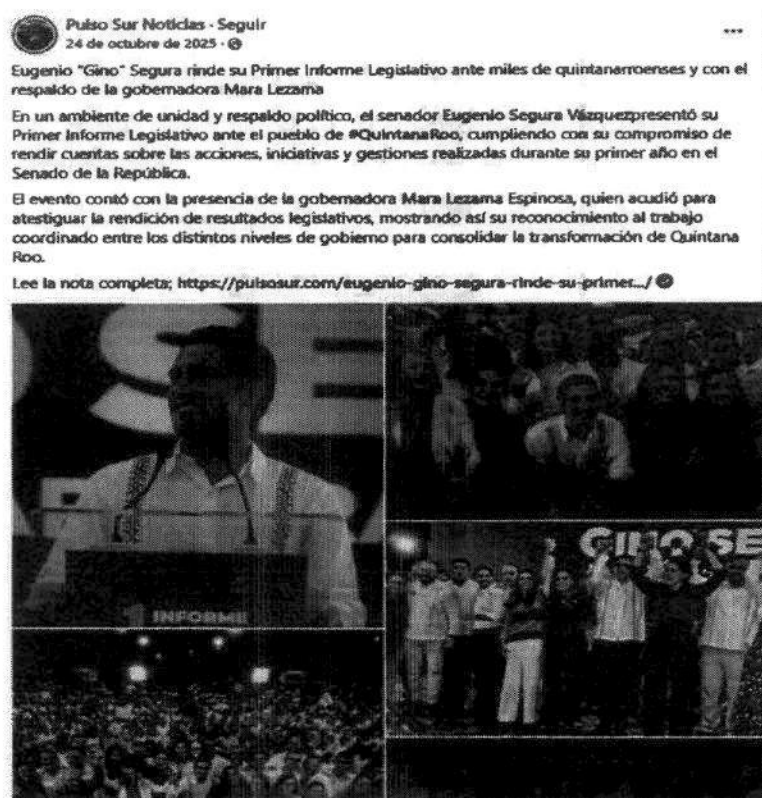 Pulso Sur Noticias · Seguir
24 de octubre de 2025 ·
Eugenio "Gino" Segura rinde su Primer Informe Legislativo ante miles de quintanarroenses y con el
respaldo de la gobernadora Mara Lezama
En un ambiente de unidad y respaldo político, el senador Eugenio Segura Vázquezpresentó su
Primer Informe Legislativo ante el pueblo de #QuintanaRoo, cumpliendo con su compromiso de
rendir cuentas sobre las acciones, iniciativas y gestiones realizadas durante su primer año en el
Senado de la República.
El evento contó con la presencia de la gobernadora Mara Lezama Espinosa, quien acudió para
atestiguar la rendición de resultados legislativos, mostrando así su reconocimiento al trabajo
coordinado entre los distintos niveles de gobierno para consolidar la transformación de Quintana
Roo.
Lee la nota completa; https://pulsosur.com/eugenio-gino-segura-rinde-su-primer.../
SE
1 INFORME
GINO SE